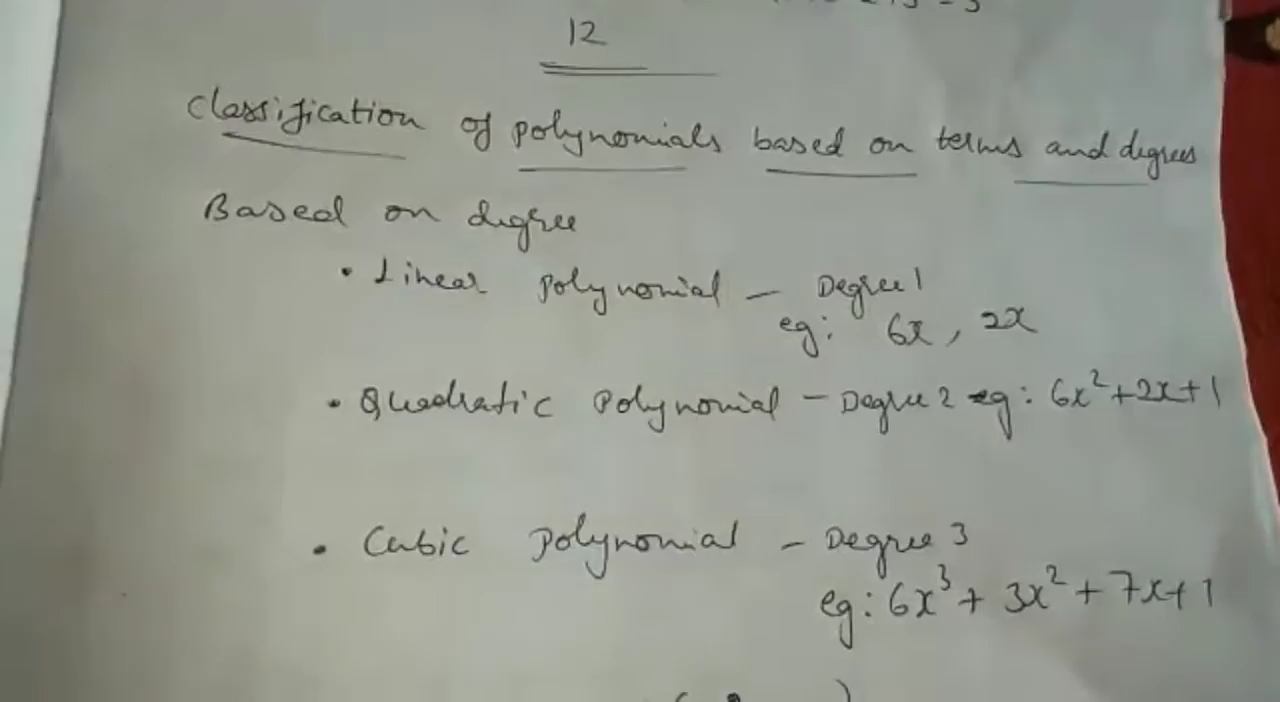 12
Classification of polynomials based on terms and degrees
Based on degree
• Linear polynomial – Degree 1
eg: 6x, 2x
• Quadratic polynomial – Degree 2 eg: 6x²+2x+1
• Cubic polynomial – Degree 3
eg: 6x³ + 3x² + 7x+1